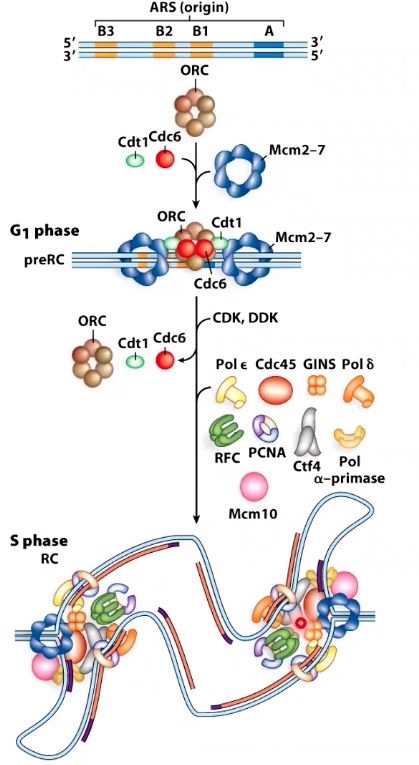 ARS (origin)
B3 B2 B1 A
5′ 3′
3′ 5′
ORC
Cdt1 Cdc6
Mcm2–7
G1 phase
ORC Cdt1
Mcm2–7
preRC
Cdc6
CDK, DDK
ORC
Cdt1 Cdc6
Pol ε Cdc45 GINS Pol δ
RFC PCNA Ctf4 Pol
α–primase
Mcm10
S phase
RC